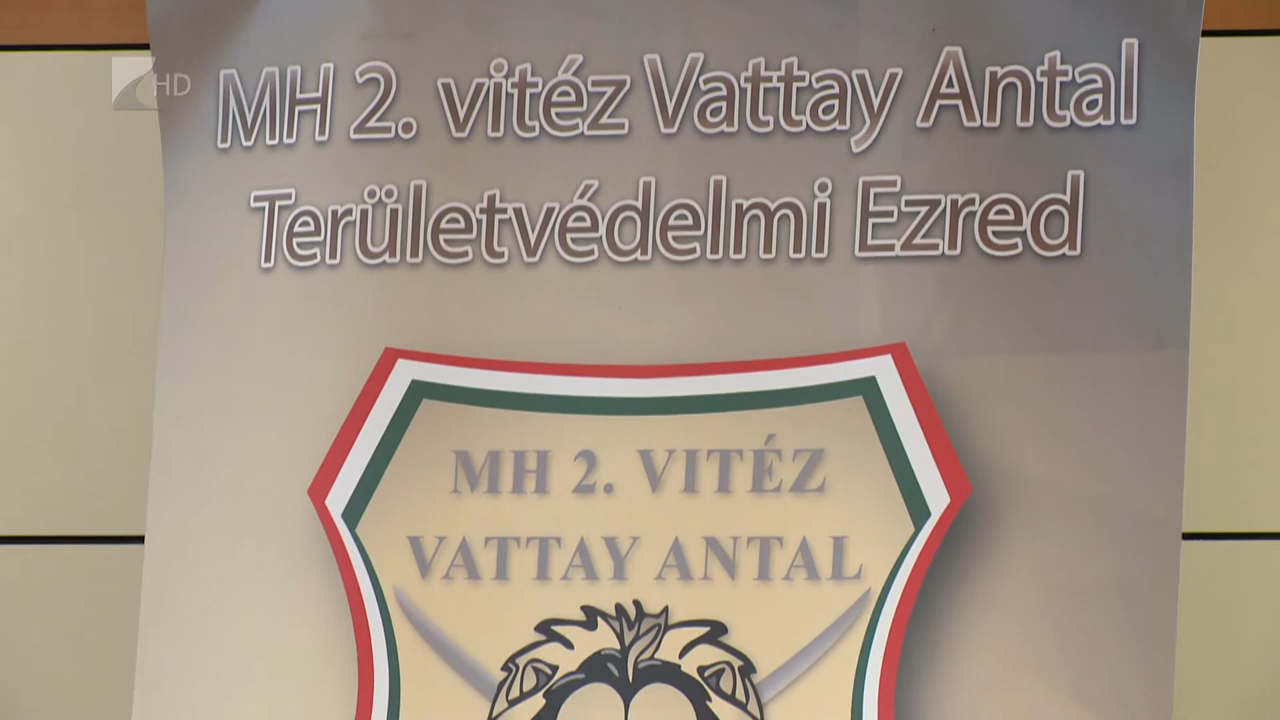 HD
MH 2. vitéz Vattay Antal
Területvédelmi Ezred
MH 2. VITÉZ
VATTAY ANTAL